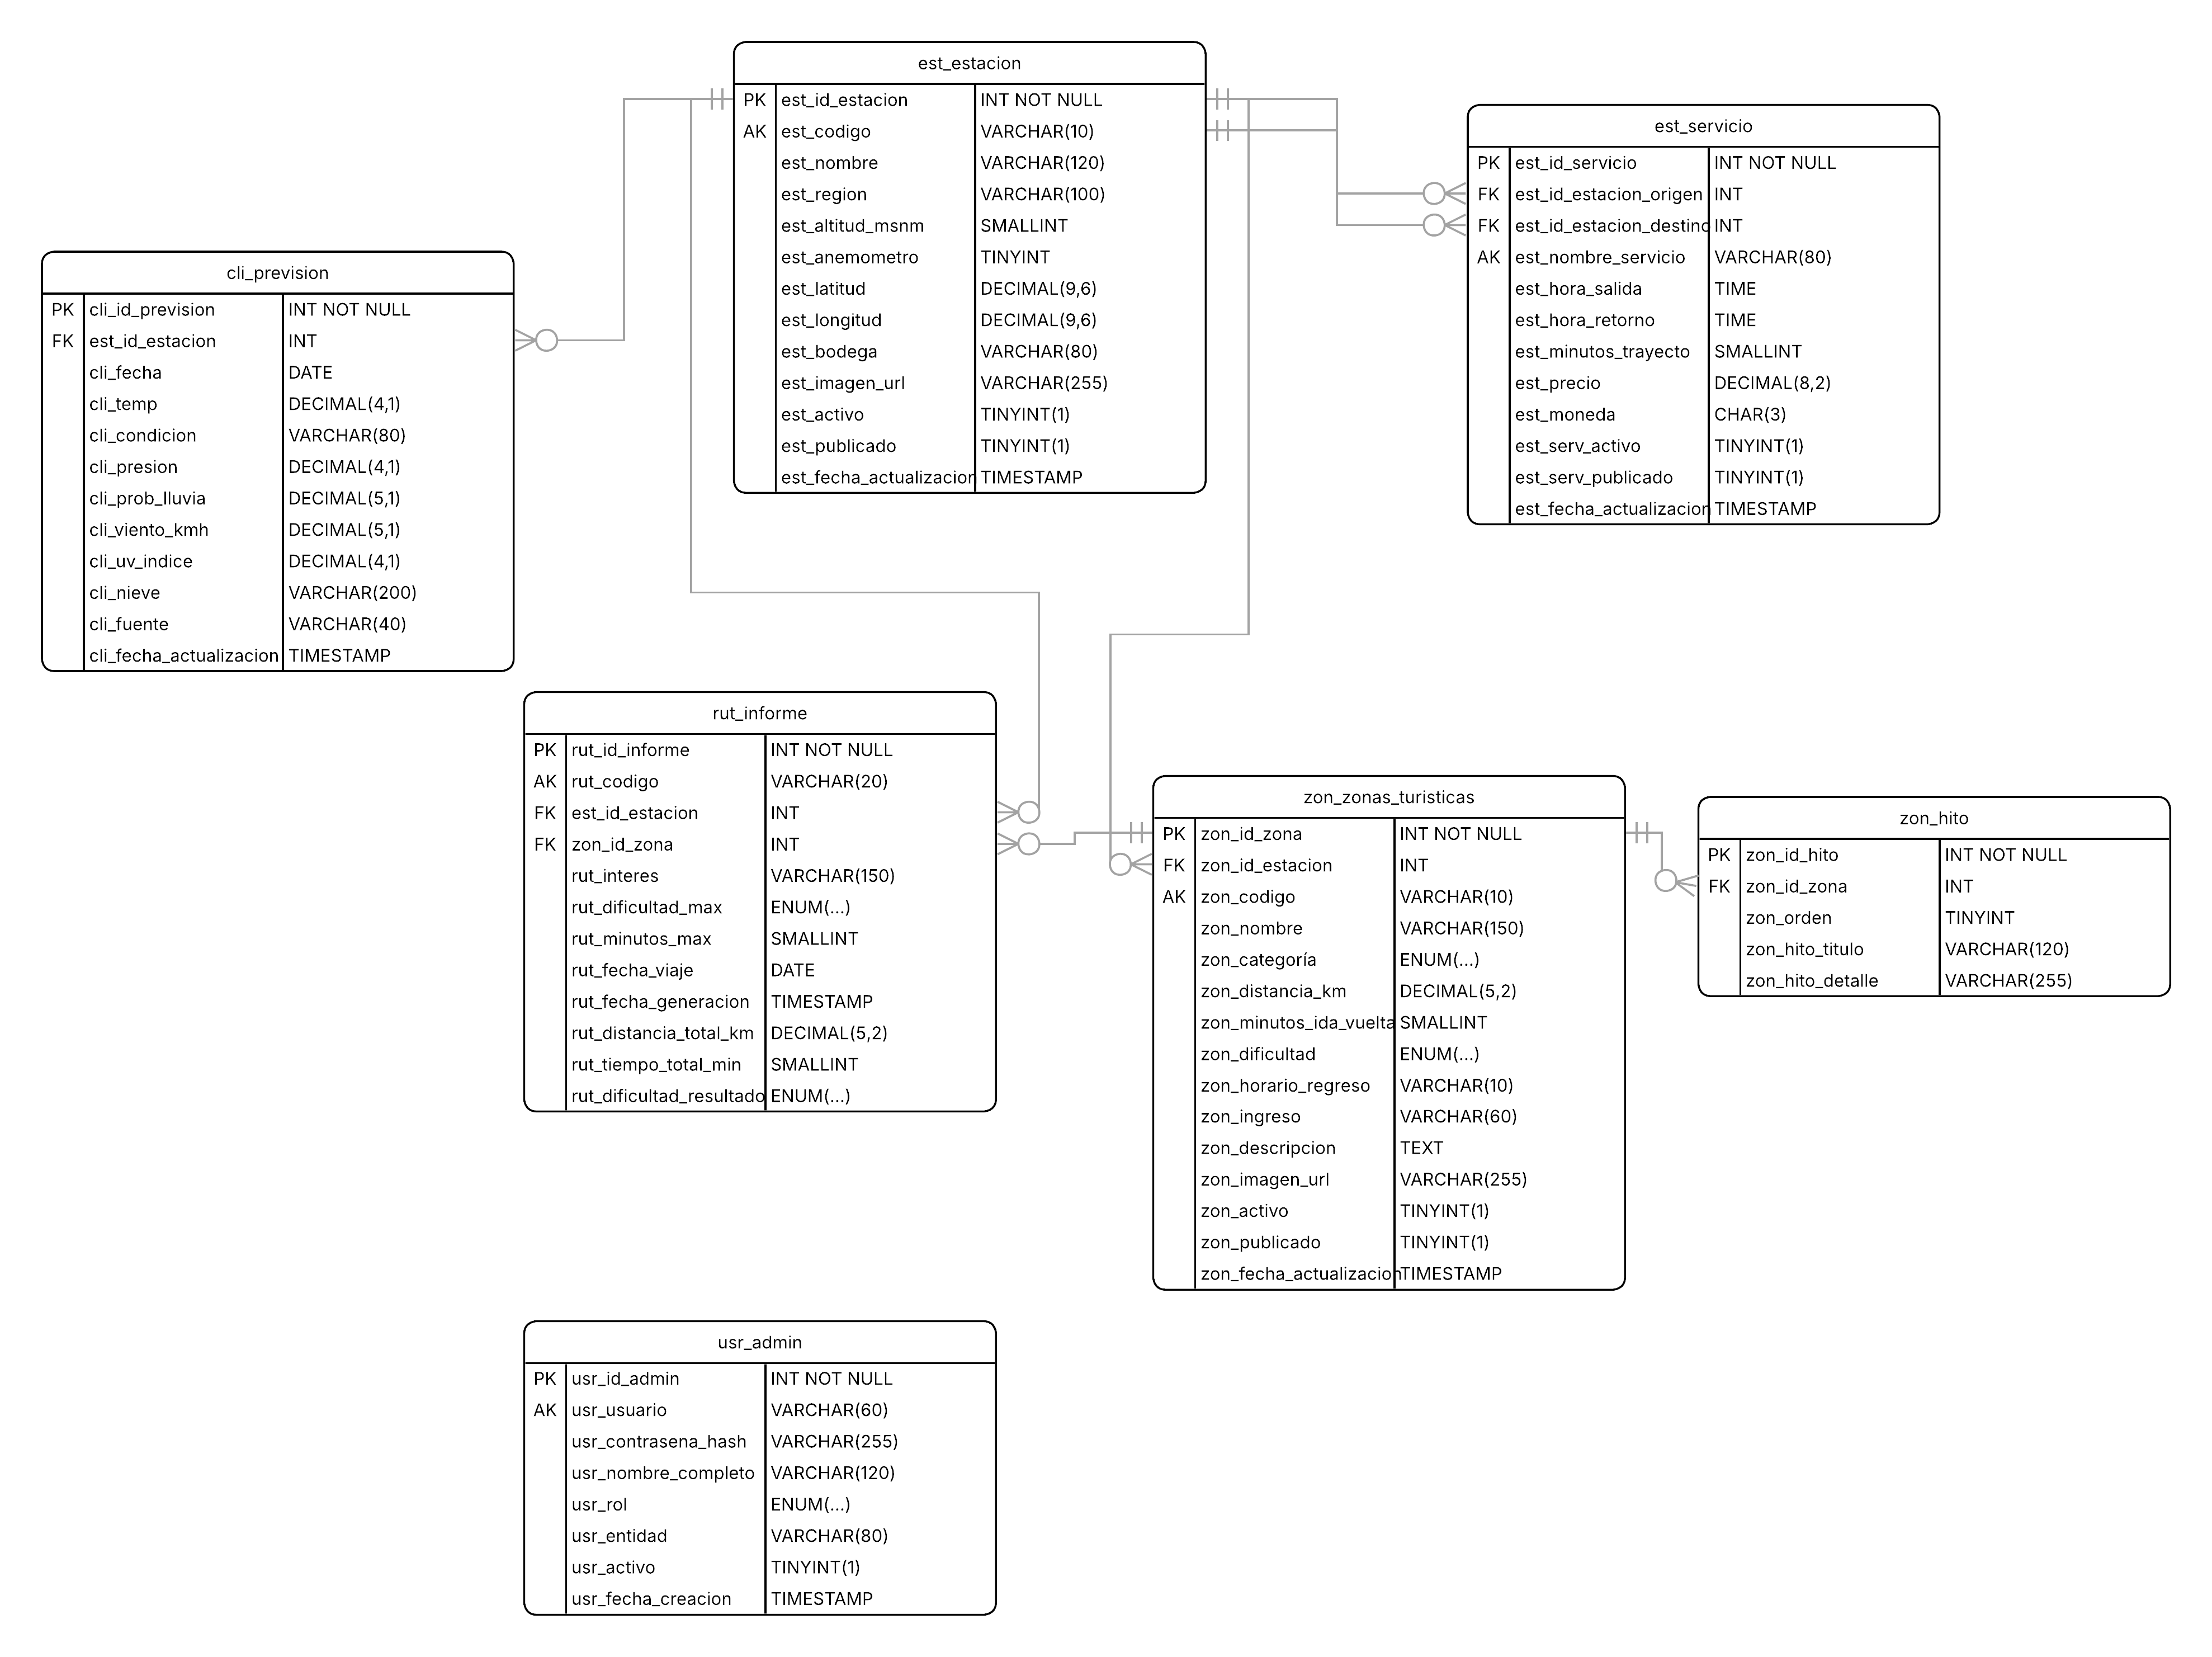 est_estacion
PK est_id_estacion INT NOT NULL
AK est_codigo VARCHAR(10)
est_nombre VARCHAR(120)
est_region VARCHAR(100)
est_altitud_msnm SMALLINT
est_anemometro TINYINT
est_latitud DECIMAL(9,6)
est_longitud DECIMAL(9,6)
est_bodega VARCHAR(80)
est_imagen_url VARCHAR(255)
est_activo TINYINT(1)
est_publicado TINYINT(1)
est_fecha_actualizacion TIMESTAMP
est_servicio
PK est_id_servicio INT NOT NULL
FK est_id_estacion_origen INT
FK est_id_estacion_destino INT
AK est_nombre_servicio VARCHAR(80)
est_hora_salida TIME
est_hora_retorno TIME
est_minutos_trayecto SMALLINT
est_precio DECIMAL(8,2)
est_moneda CHAR(3)
est_serv_activo TINYINT(1)
est_serv_publicado TINYINT(1)
est_fecha_actualizacion TIMESTAMP
cli_prevision
PK cli_id_prevision INT NOT NULL
FK est_id_estacion INT
cli_fecha DATE
cli_temp DECIMAL(4,1)
cli_condicion VARCHAR(80)
cli_presion DECIMAL(4,1)
cli_prob_lluvia DECIMAL(5,1)
cli_viento_kmh DECIMAL(5,1)
cli_uv_indice DECIMAL(4,1)
cli_nieve VARCHAR(200)
cli_fuente VARCHAR(40)
cli_fecha_actualizacion TIMESTAMP
rut_informe
PK rut_id_informe INT NOT NULL
AK rut_codigo VARCHAR(20)
FK est_id_estacion INT
FK zon_id_zona INT
rut_interes VARCHAR(150)
rut_dificultad_max ENUM(...)
rut_minutos_max SMALLINT
rut_fecha_viaje DATE
rut_fecha_generacion TIMESTAMP
rut_distancia_total_km DECIMAL(5,2)
rut_tiempo_total_min SMALLINT
rut_dificultad_resultado ENUM(...)
zon_zonas_turisticas
PK zon_id_zona INT NOT NULL
FK zon_id_estacion INT
AK zon_codigo VARCHAR(10)
zon_nombre VARCHAR(150)
zon_categoría ENUM(...)
zon_distancia_km DECIMAL(5,2)
zon_minutos_ida_vuelta SMALLINT
zon_dificultad ENUM(...)
zon_horario_regreso VARCHAR(10)
zon_ingreso VARCHAR(60)
zon_descripcion TEXT
zon_imagen_url VARCHAR(255)
zon_activo TINYINT(1)
zon_publicado TINYINT(1)
zon_fecha_actualizacion TIMESTAMP
zon_hito
PK zon_id_hito INT NOT NULL
FK zon_id_zona INT
zon_orden TINYINT
zon_hito_titulo VARCHAR(120)
zon_hito_detalle VARCHAR(255)
usr_admin
PK usr_id_admin INT NOT NULL
AK usr_usuario VARCHAR(60)
usr_contrasena_hash VARCHAR(255)
usr_nombre_completo VARCHAR(120)
usr_rol ENUM(...)
usr_entidad VARCHAR(80)
usr_activo TINYINT(1)
usr_fecha_creacion TIMESTAMP